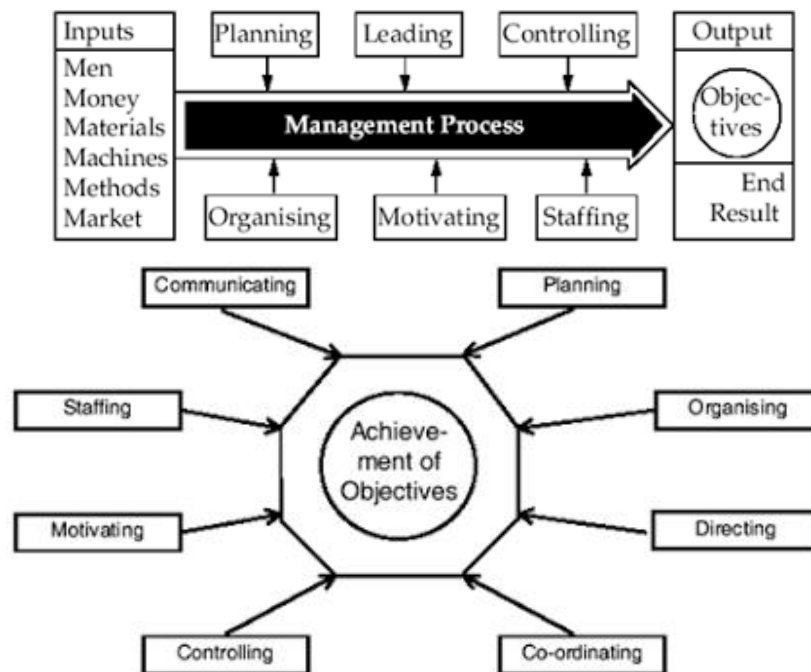 Inputs
Men
Money
Materials
Machines
Methods
Market
Planning
Leading
Controlling
Management Process
Organising
Motivating
Staffing
Output
Objec-
tives
End
Result
Communicating
Planning
Staffing
Organising
Achieve-
ment of
Objectives
Motivating
Directing
Controlling
Co-ordinating